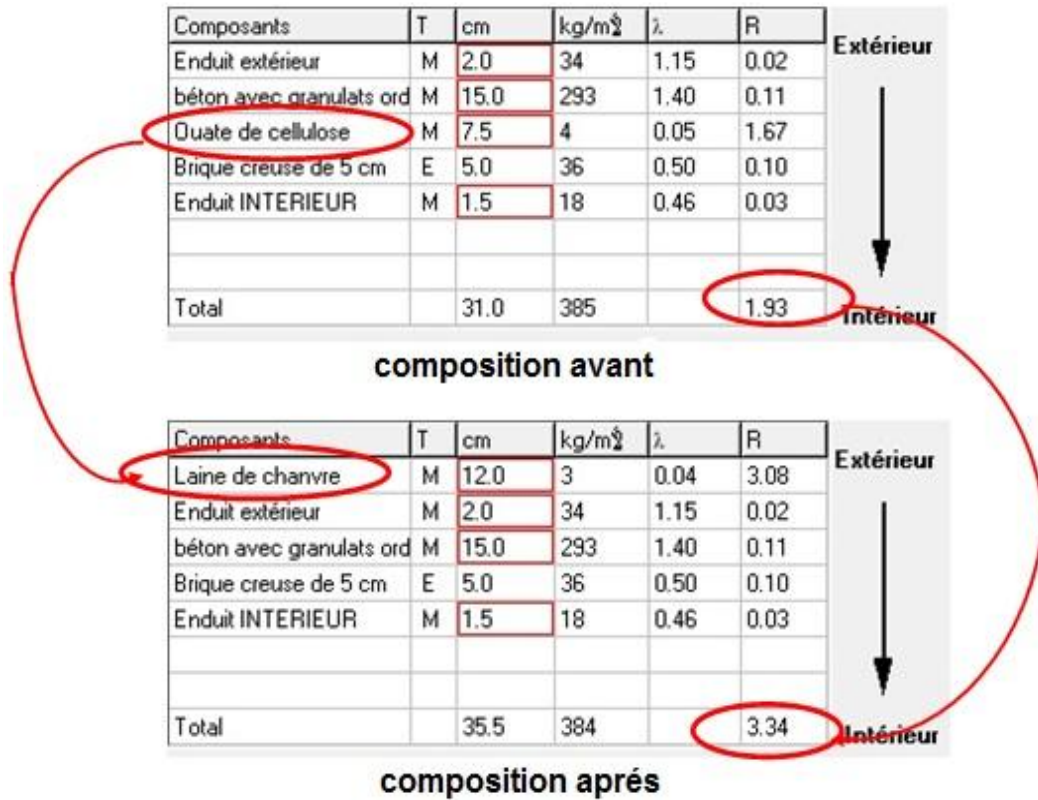 Composants T cm kg/m² λ R
Enduit extérieur M 2.0 34 1.15 0.02
béton avec granulats ord M 15.0 293 1.40 0.11
Ouate de cellulose M 7.5 4 0.05 1.67
Brique creuse de 5 cm E 5.0 36 0.50 0.10
Enduit INTERIEUR M 1.5 18 0.46 0.03
Total 31.0 385 1.93
Extérieur
Intérieur
composition avant
Composants T cm kg/m² λ R
Laine de chanvre M 12.0 3 0.04 3.08
Enduit extérieur M 2.0 34 1.15 0.02
béton avec granulats ord M 15.0 293 1.40 0.11
Brique creuse de 5 cm E 5.0 36 0.50 0.10
Enduit INTERIEUR M 1.5 18 0.46 0.03
Total 35.5 384 3.34
Extérieur
Intérieur
composition aprés